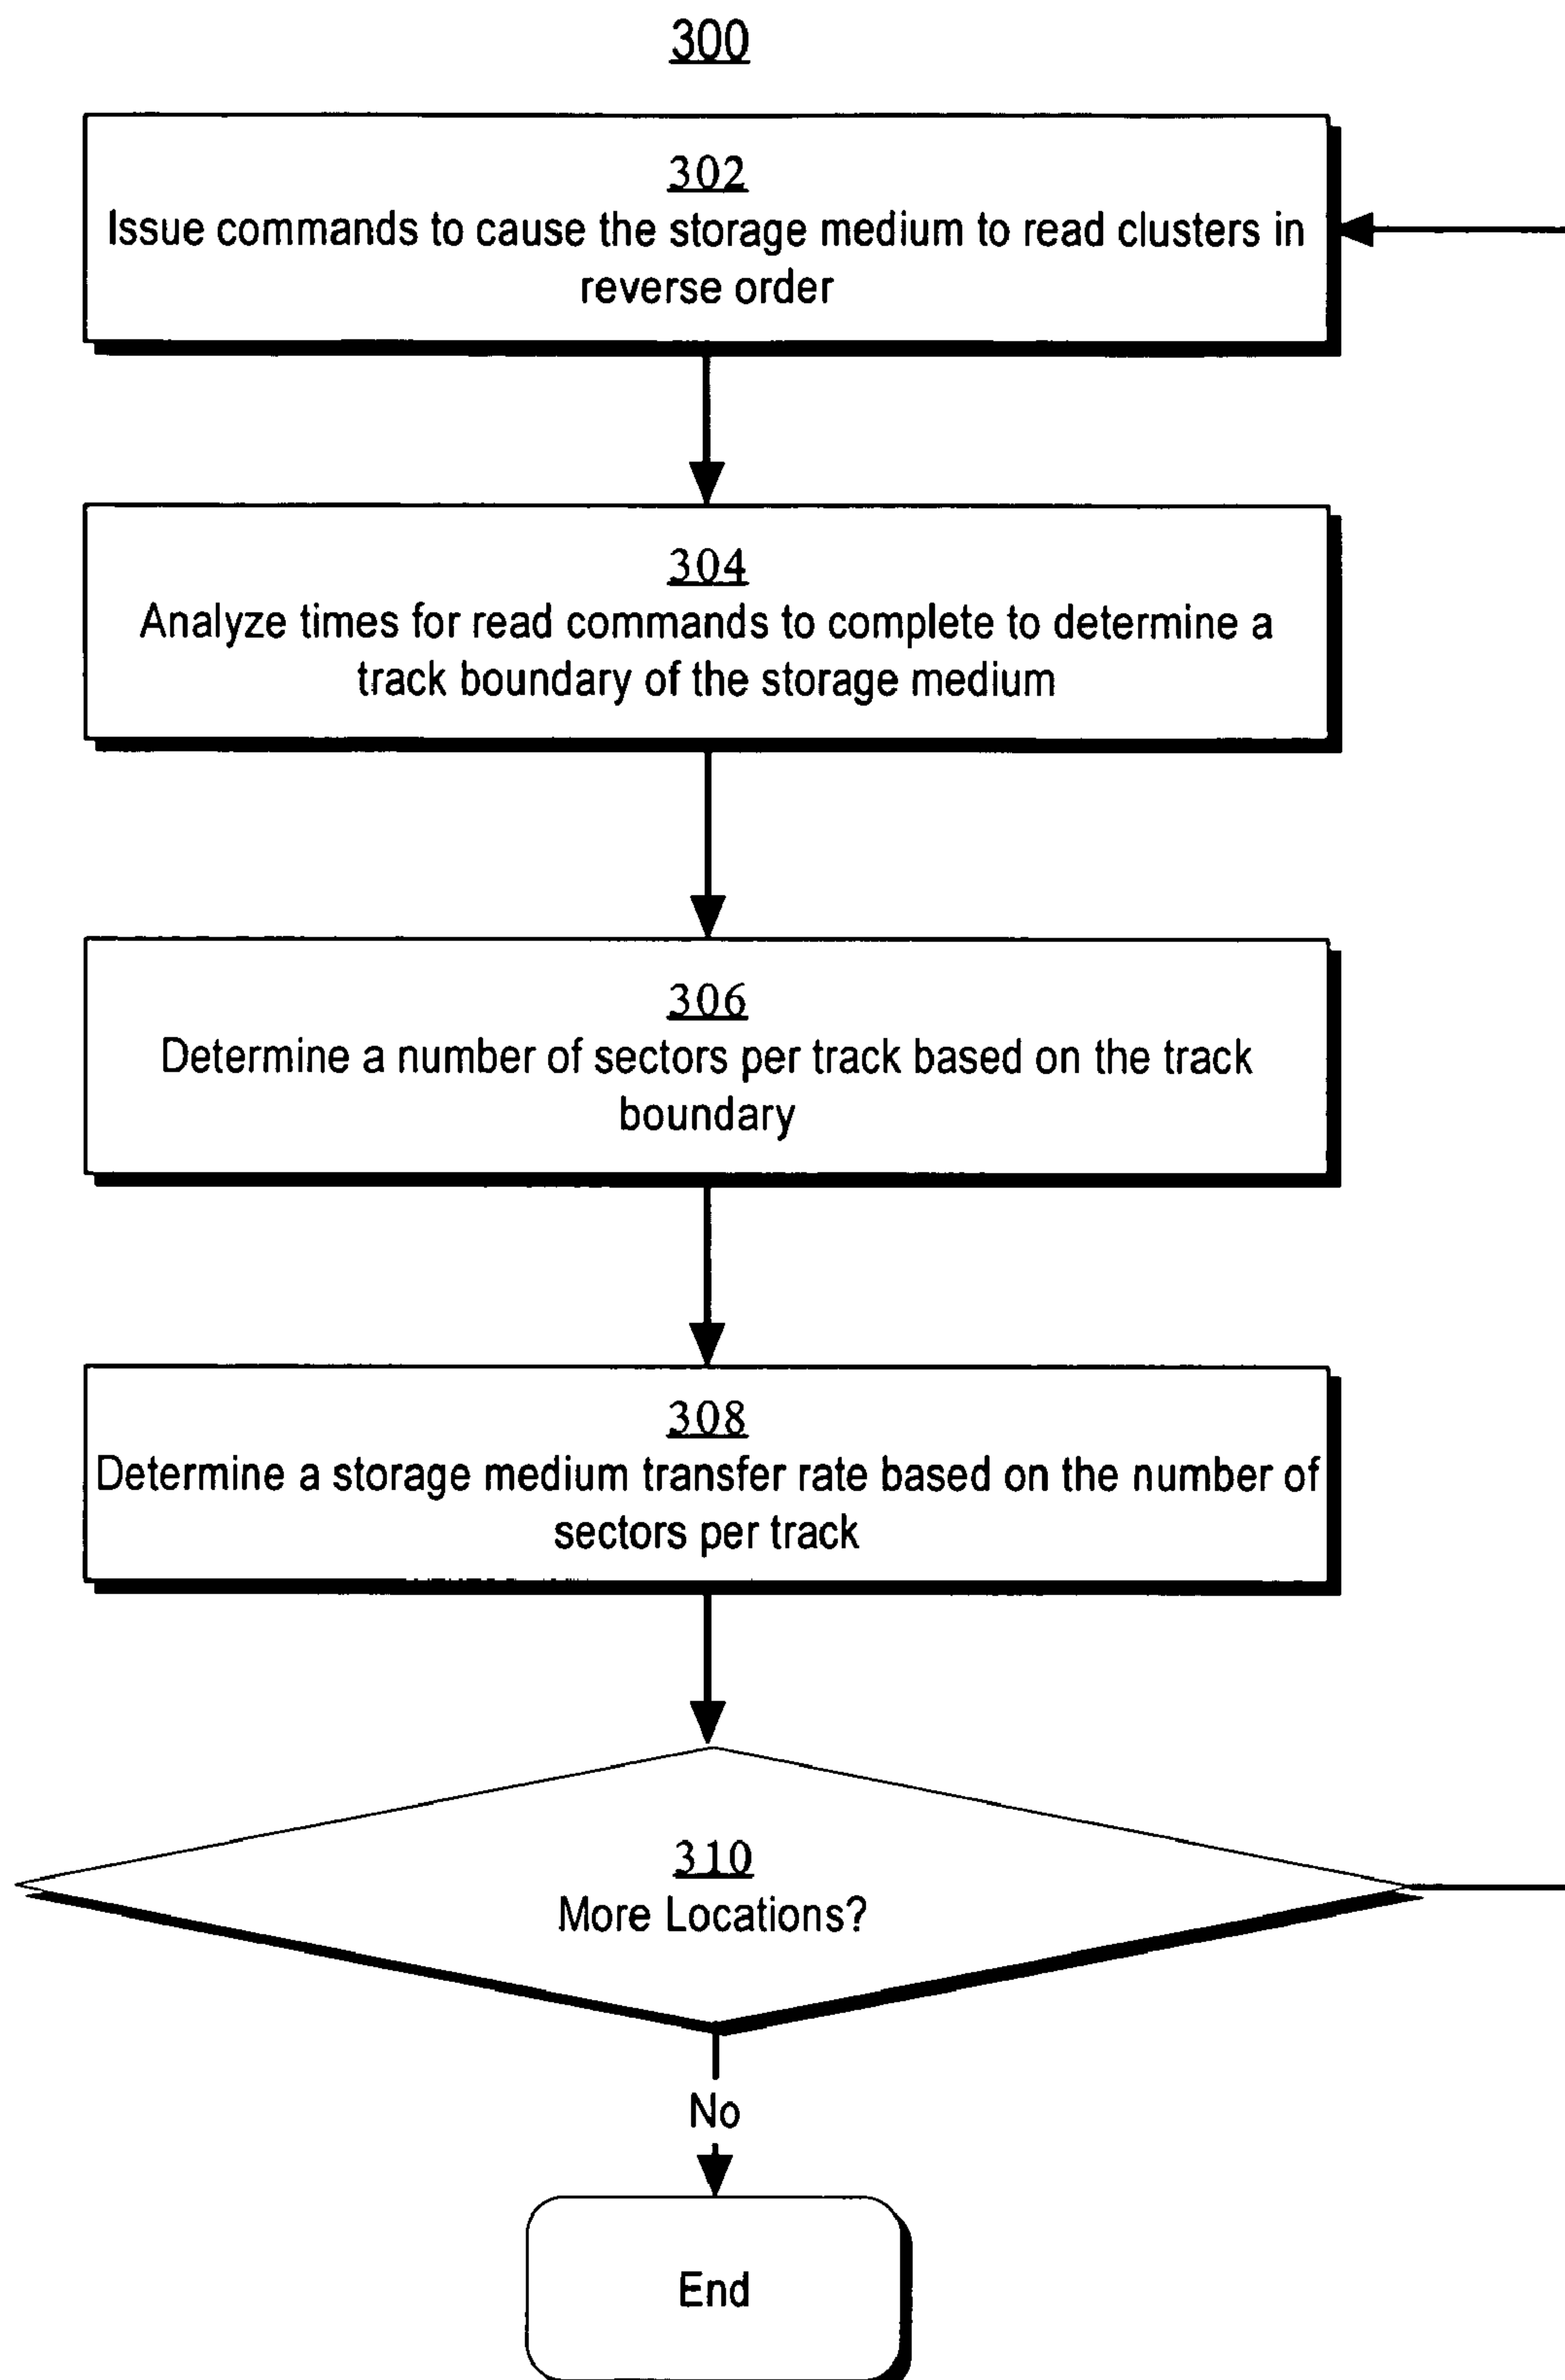 300
302
Issue commands to cause the storage medium to read clusters in
reverse order
304
Analyze times for read commands to complete to determine a
track boundary of the storage medium
306
Determine a number of sectors per track based on the track
boundary
308
Determine a storage medium transfer rate based on the number of
sectors per track
310
More Locations?
No
End